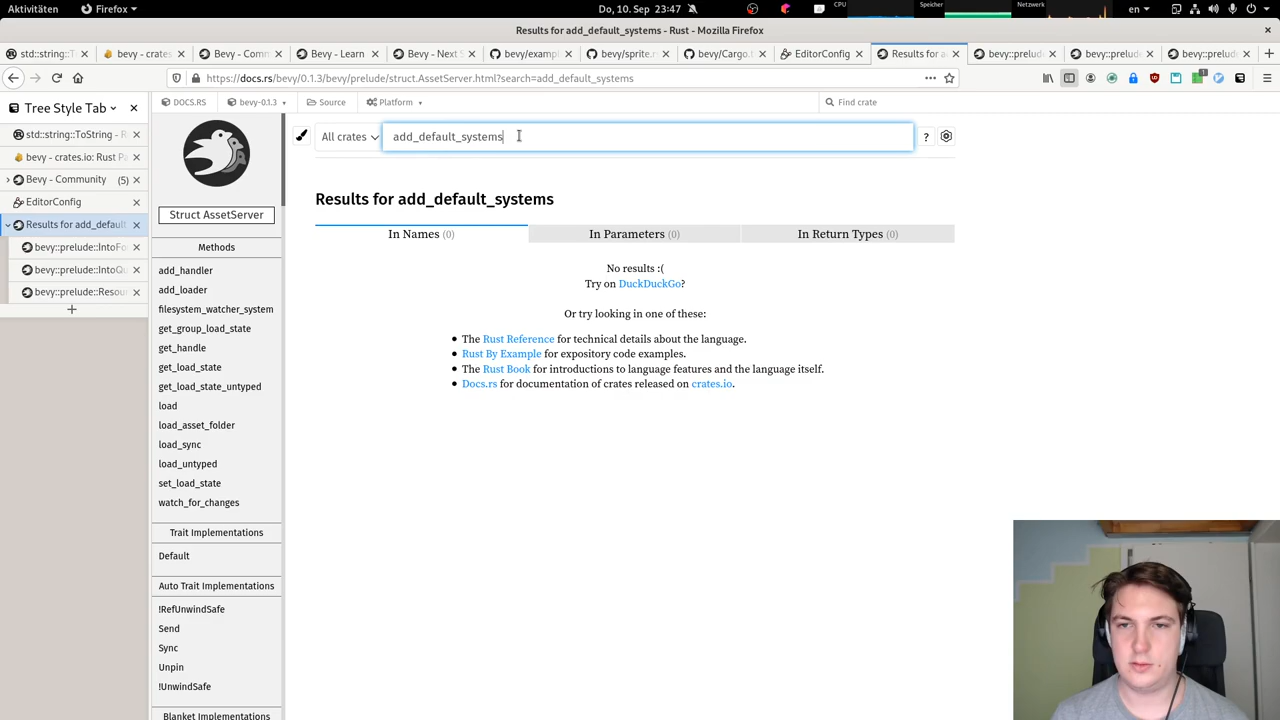 Aktivitäten
Firefox
Do, 10. Sep 23:47
CPU
Speicher
Netzwerk
en
Results for add_default_systems - Rust - Mozilla Firefox
std::string::T
bevy - crates
Bevy - Comm
Bevy - Learn
Bevy - Next S
bevy/examp
bevy/sprite.r
bevy/Cargo.t
EditorConfig
Results for a
bevy::prelud
bevy::prelud
bevy::prelud
https://docs.rs/bevy/0.1.3/bevy/prelude/struct.AssetServer.html?search=add_default_systems
Tree Style Tab
std::string::ToString - R
bevy - crates.io: Rust Pa
Bevy - Community (5)
EditorConfig
Results for add_default
bevy::prelude::IntoFo
bevy::prelude::IntoQu
bevy::prelude::Resou
DOCS.RS
bevy-0.1.3
Source
Platform
Find crate
All crates
add_default_systems
?
Struct AssetServer
Methods
add_handler
add_loader
filesystem_watcher_system
get_group_load_state
get_handle
get_load_state
get_load_state_untyped
load
load_asset_folder
load_sync
load_untyped
set_load_state
watch_for_changes
Trait Implementations
Default
Auto Trait Implementations
!RefUnwindSafe
Send
Sync
Unpin
!UnwindSafe
Blanket Implementations
Results for add_default_systems
In Names (0)
In Parameters (0)
In Return Types (0)
No results :(
Try on DuckDuckGo?
Or try looking in one of these:
The Rust Reference for technical details about the language.
Rust By Example for expository code examples.
The Rust Book for introductions to language features and the language itself.
Docs.rs for documentation of crates released on crates.io.